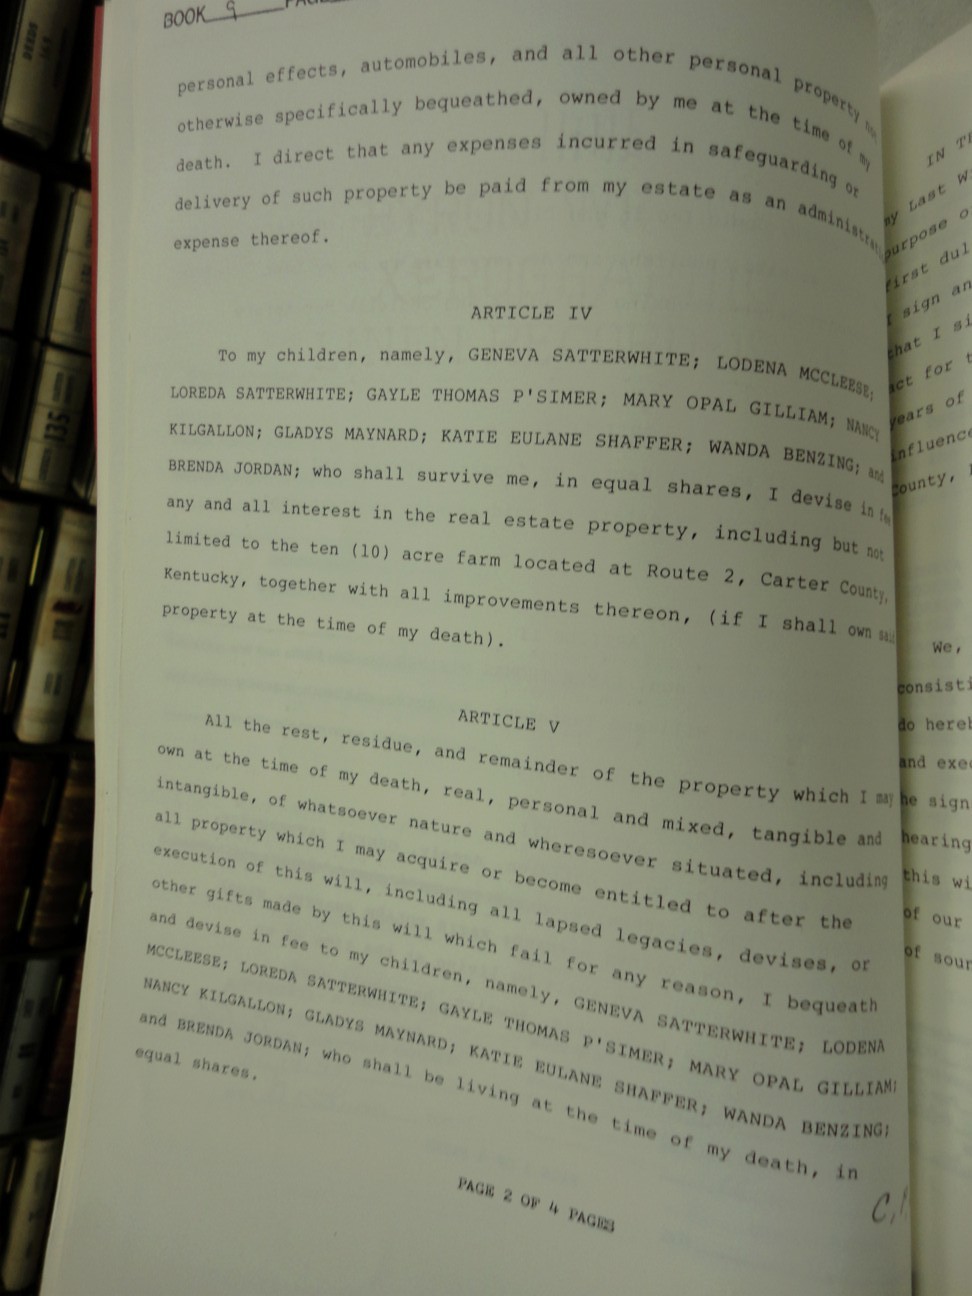 BOOK 9 PAGE
personal effects, automobiles, and all other personal property
otherwise specifically bequeathed, owned by me at the time of my
death. I direct that any expenses incurred in safeguarding or
delivery of such property be paid from my estate as an
expense thereof.
ARTICLE IV
To my children, namely, GENEVA SATTERWHITE; LODENA MCCLEESE;
LOREDA SATTERWHITE; GAYLE THOMAS P'SIMER; MARY OPAL GILLIAM; NANCY
KILGALLON; GLADYS MAYNARD; KATIE EULANE SHAFFER; WANDA BENZING; and
BRENDA JORDAN; who shall survive me, in equal shares, I devise in fee
any and all interest in the real estate property, including but not
limited to the ten (10) acre farm located at Route 2, Carter County,
Kentucky, together with all improvements thereon, (if I shall own said
property at the time of my death).
ARTICLE V
All the rest, residue, and remainder of the property which I may
own at the time of my death, real, personal and mixed, tangible and
intangible, of whatsoever nature and wheresoever situated, including
all property which I may acquire or become entitled to after the
execution of this will, including all lapsed legacies, devises, or
other gifts made by this will which fail for any reason, I bequeath
and devise in fee to my children, namely, GENEVA SATTERWHITE; LODENA
MCCLEESE; LOREDA SATTERWHITE; GAYLE THOMAS P'SIMER; MARY OPAL GILLIAM;
NANCY KILGALLON; GLADYS MAYNARD; KATIE EULANE SHAFFER; WANDA BENZING;
and BRENDA JORDAN; who shall be living at the time of my death, in
equal shares.
PAGE 2 OF 4 PAGES
IN
my Last
purpose
first
I sign
that I
act for
years of
County,
We,
do
and
he
hearing
this
of our
of
135